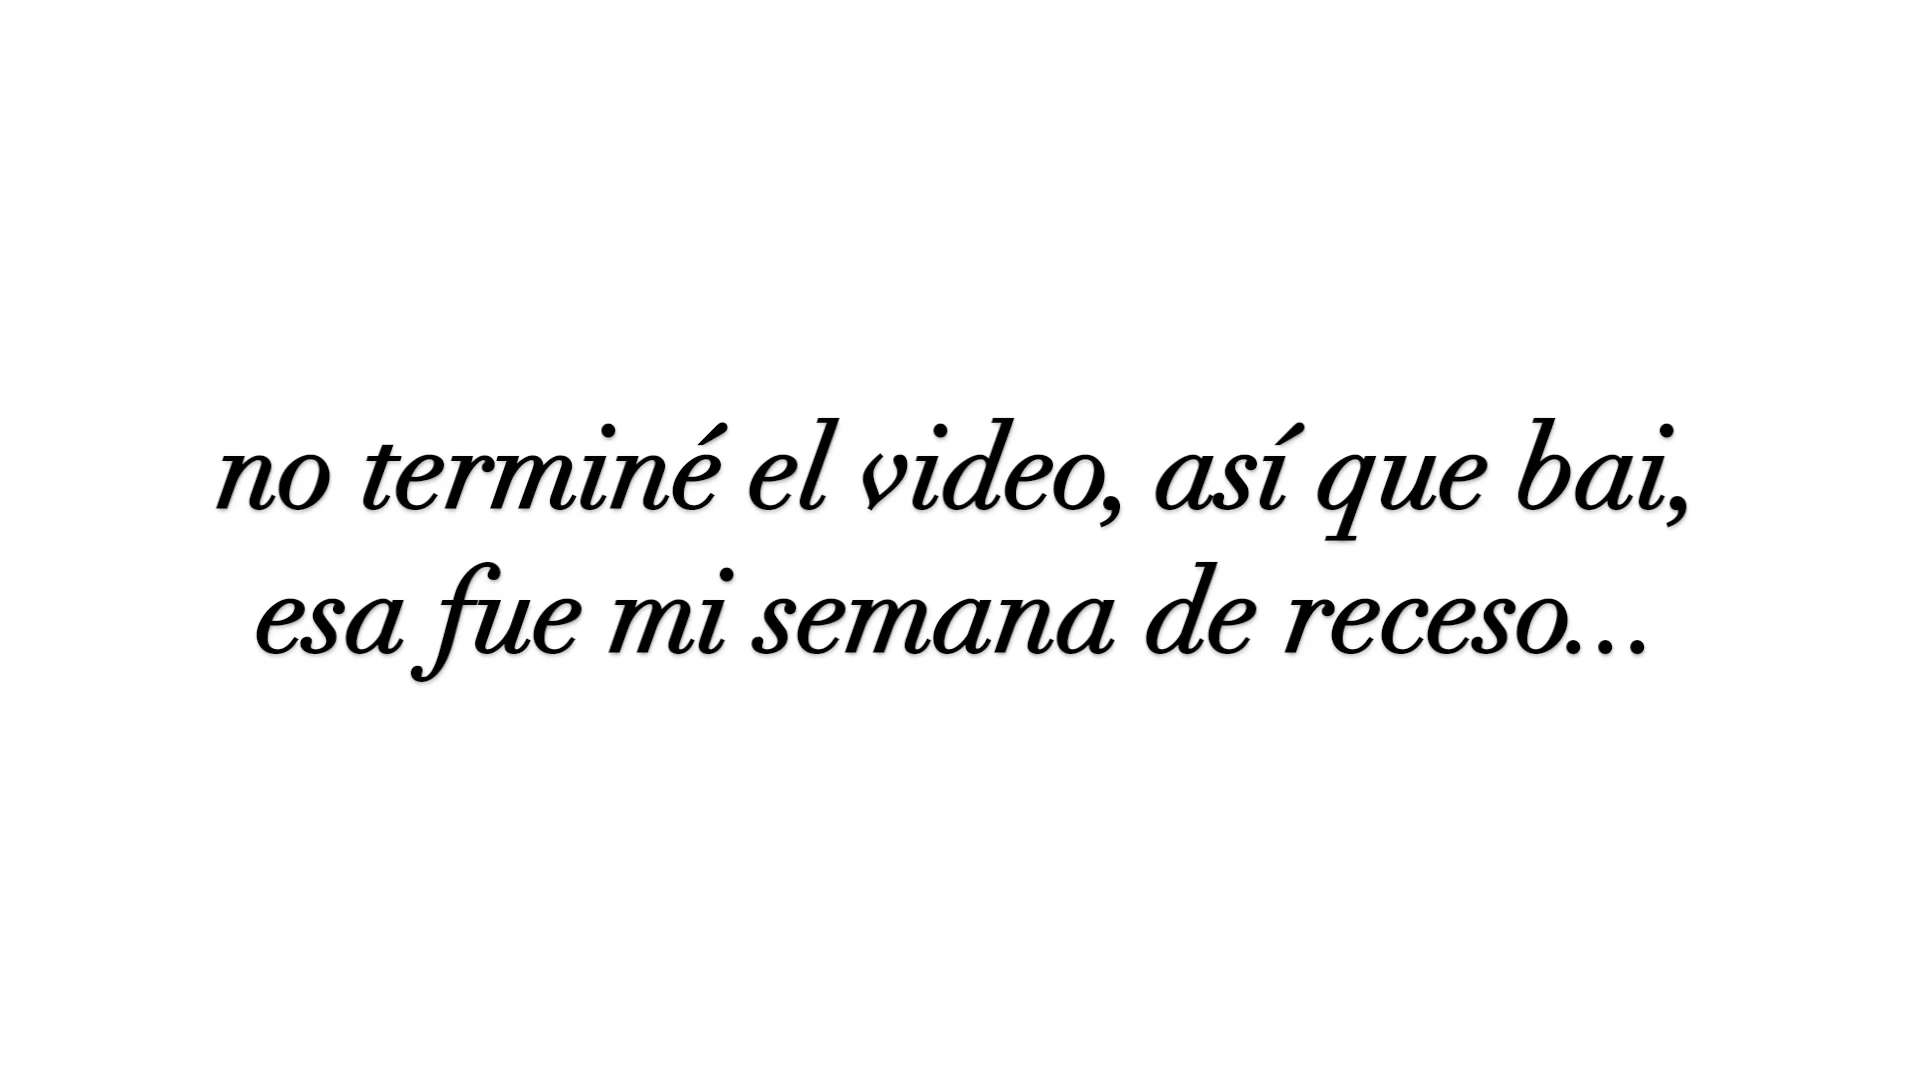 no terminé el video, así que bai,
esa fue mi semana de receso...